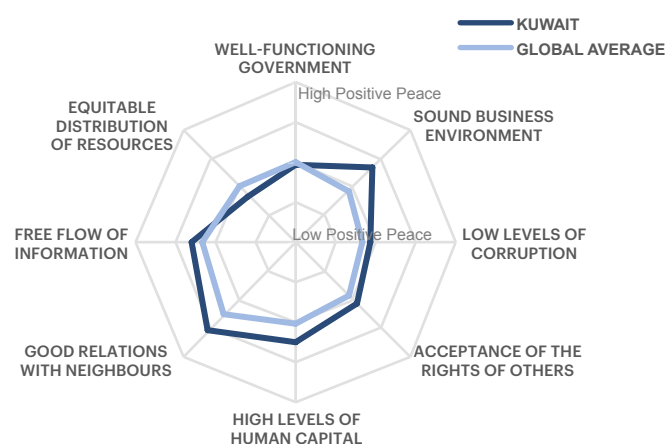 KUWAIT
GLOBAL AVERAGE
WELL-FUNCTIONING
GOVERNMENT
High Positive Peace
SOUND BUSINESS
ENVIRONMENT
EQUITABLE
DISTRIBUTION
OF RESOURCES
FREE FLOW OF
INFORMATION
Low Positive Peace
LOW LEVELS OF
CORRUPTION
GOOD RELATIONS
WITH NEIGHBOURS
ACCEPTANCE OF THE
RIGHTS OF OTHERS
HIGH LEVELS OF
HUMAN CAPITAL